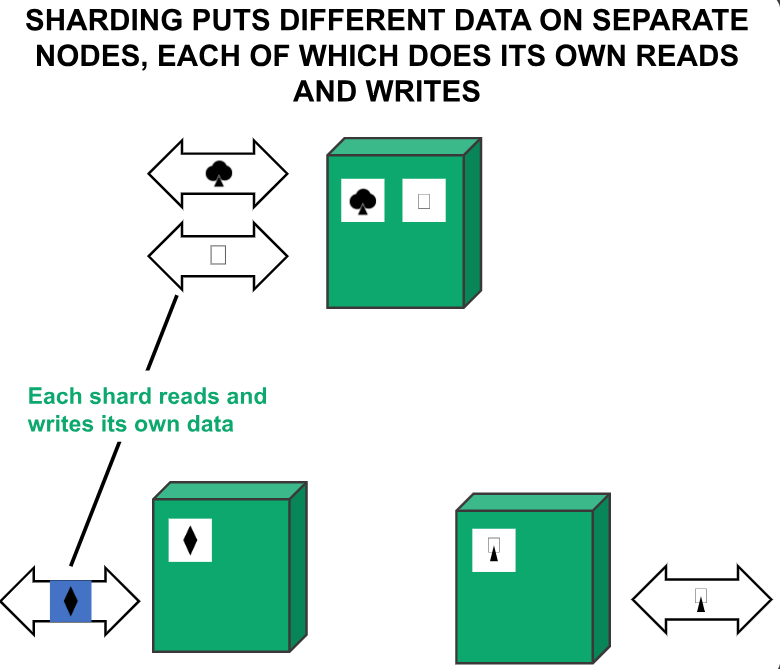 SHARDING PUTS DIFFERENT DATA ON SEPARATE
NODES, EACH OF WHICH DOES ITS OWN READS
AND WRITES
Each shard reads and
writes its own data